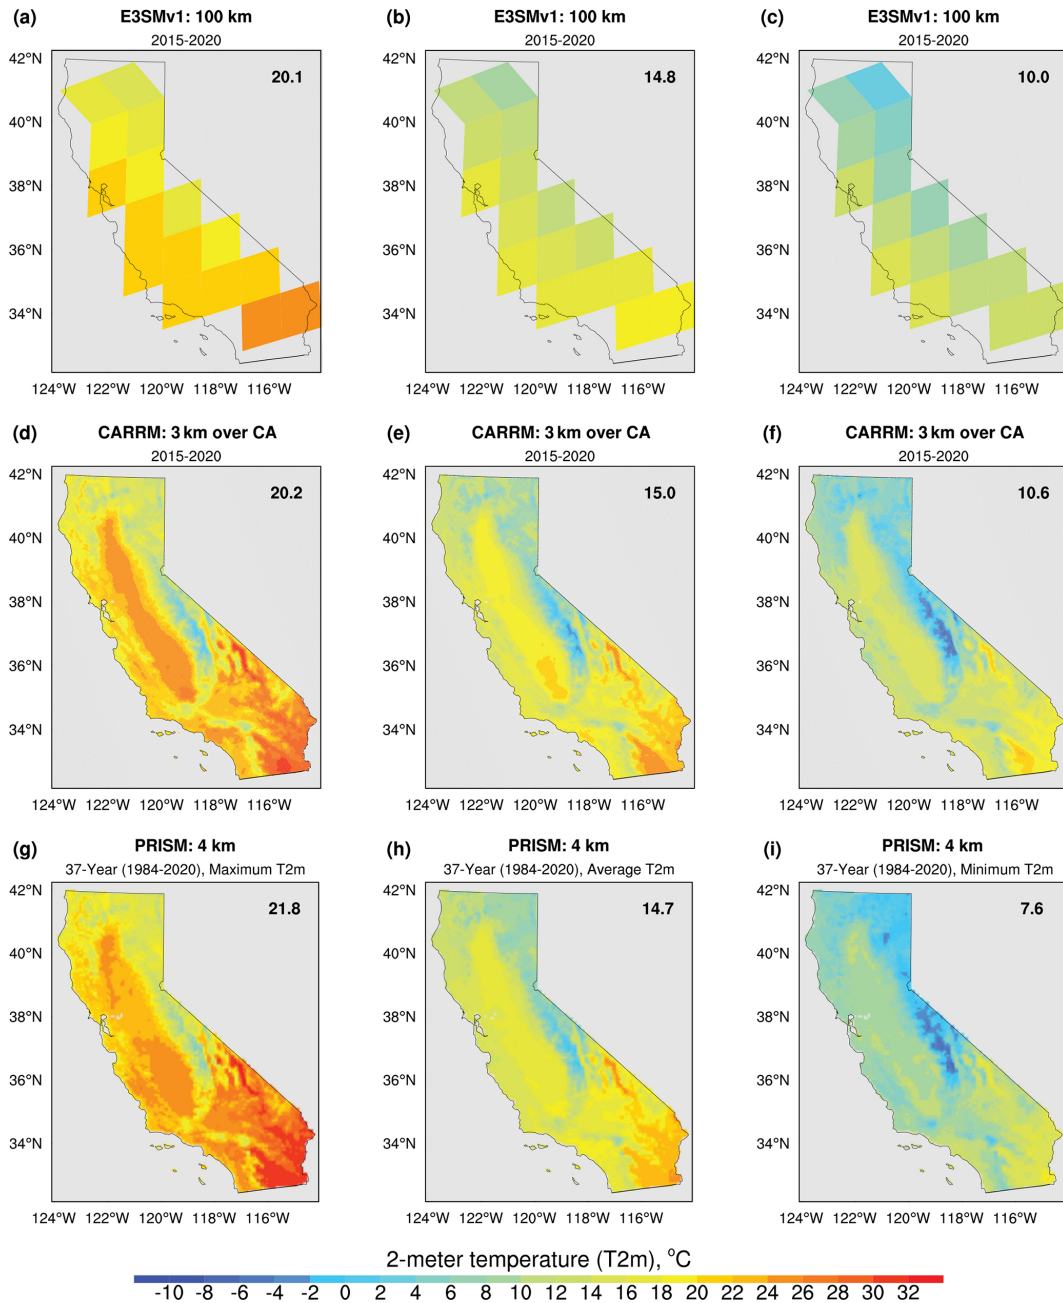 (a) E3SMv1: 100 km
2015-2020
20.1
42°N
40°N
38°N
36°N
34°N
124°W 122°W 120°W 118°W 116°W
(b) E3SMv1: 100 km
2015-2020
14.8
42°N
40°N
38°N
36°N
34°N
124°W 122°W 120°W 118°W 116°W
(c) E3SMv1: 100 km
2015-2020
10.0
42°N
40°N
38°N
36°N
34°N
124°W 122°W 120°W 118°W 116°W
(d) CARRM: 3 km over CA
2015-2020
20.2
42°N
40°N
38°N
36°N
34°N
124°W 122°W 120°W 118°W 116°W
(e) CARRM: 3 km over CA
2015-2020
15.0
42°N
40°N
38°N
36°N
34°N
124°W 122°W 120°W 118°W 116°W
(f) CARRM: 3 km over CA
2015-2020
10.6
42°N
40°N
38°N
36°N
34°N
124°W 122°W 120°W 118°W 116°W
(g) PRISM: 4 km
37-Year (1984-2020), Maximum T2m
21.8
42°N
40°N
38°N
36°N
34°N
124°W 122°W 120°W 118°W 116°W
(h) PRISM: 4 km
37-Year (1984-2020), Average T2m
14.7
42°N
40°N
38°N
36°N
34°N
124°W 122°W 120°W 118°W 116°W
(i) PRISM: 4 km
37-Year (1984-2020), Minimum T2m
7.6
42°N
40°N
38°N
36°N
34°N
124°W 122°W 120°W 118°W 116°W
2-meter temperature (T2m), °C
-10 -8 -6 -4 -2 0 2 4 6 8 10 12 14 16 18 20 22 24 26 28 30 32